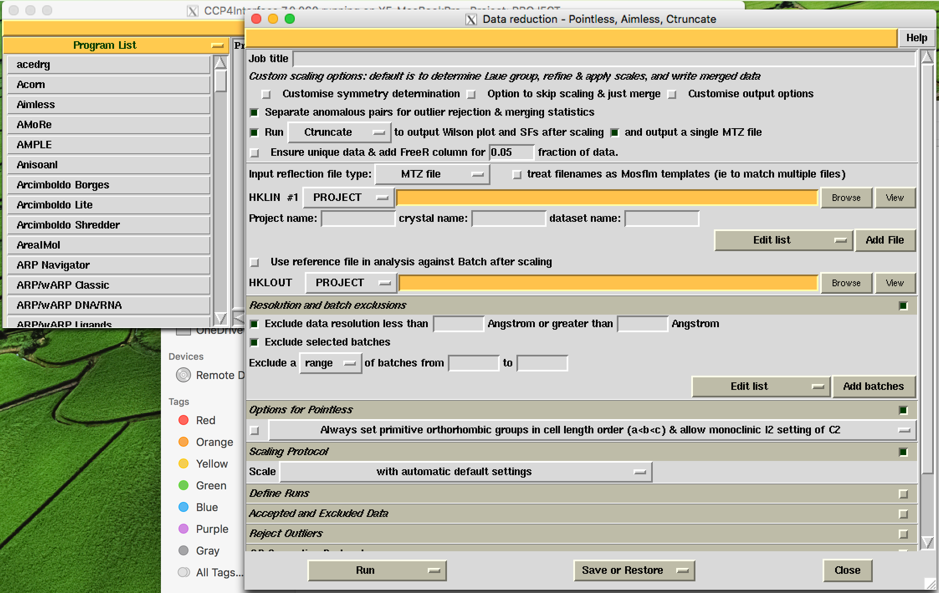 CCP4Interface 7.0
Data reduction - Pointless, Aimless, Ctruncate
Help
Program List
acedrg
Acorn
Aimless
AMoRe
AMPLE
Anisoanl
Arcimboldo Borges
Arcimboldo Lite
Arcimboldo Shredder
ArealMol
ARP Navigator
ARP/wARP Classic
ARP/wARP DNA/RNA
ARP/wARP Ligands
OneDrive
Devices
Remote D
Tags
Red
Orange
Yellow
Green
Blue
Purple
Gray
All Tags...
Job title
Custom scaling options: default is to determine Laue group, refine & apply scales, and write merged data
Customise symmetry determination Option to skip scaling & just merge Customise output options
Separate anomalous pairs for outlier rejection & merging statistics
Run Ctruncate to output Wilson plot and SFs after scaling and output a single MTZ file
Ensure unique data & add FreeR column for 0.05 fraction of data.
Input reflection file type: MTZ file treat filenames as Mosflm templates (ie to match multiple files)
HKLIN #1 PROJECT Browse View
Project name: crystal name: dataset name:
Edit list Add File
Use reference file in analysis against Batch after scaling
HKLOUT PROJECT Browse View
Resolution and batch exclusions
Exclude data resolution less than Angstrom or greater than Angstrom
Exclude selected batches
Exclude a range of batches from to
Edit list Add batches
Options for Pointless
Always set primitive orthorhombic groups in cell length order (a<b<c) & allow monoclinic I2 setting of C2
Scaling Protocol
Scale with automatic default settings
Define Runs
Accepted and Excluded Data
Reject Outliers
Run Save or Restore Close